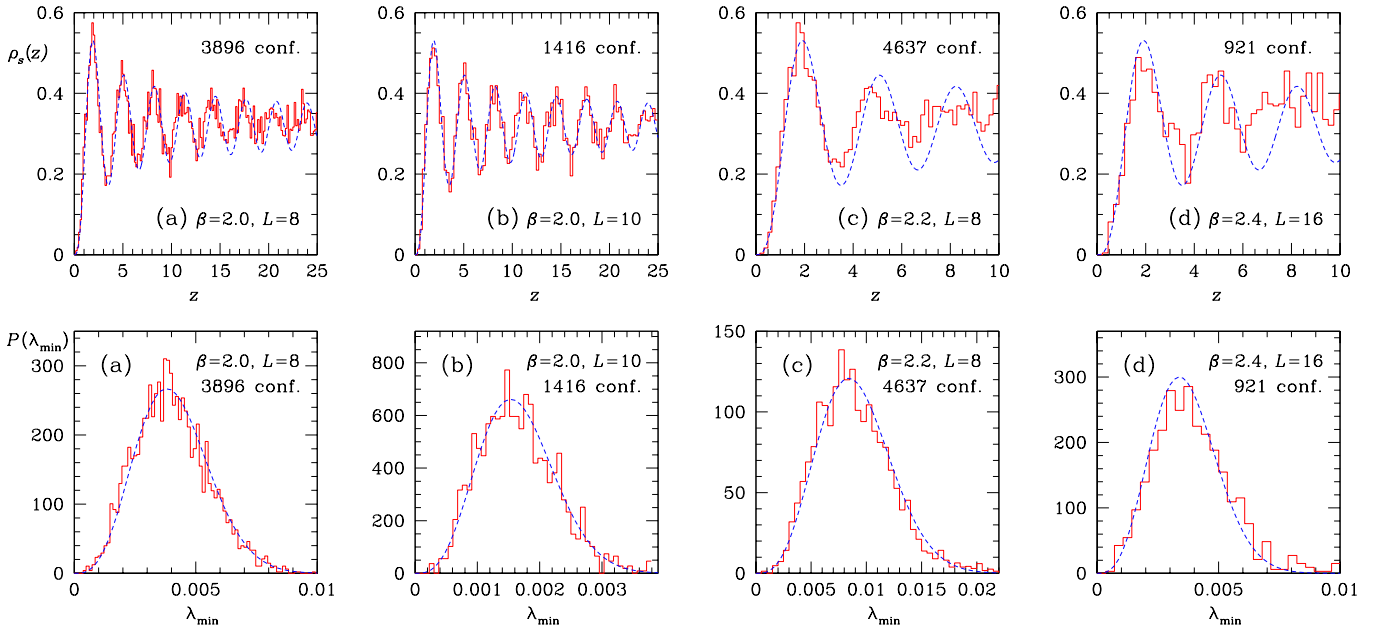 0.6 0.4 0.2 0
ρs(z)
3896 conf.
(a) β=2.0, L=8
0 5 10 15 20 25
z
0.6 0.4 0.2 0
1416 conf.
(b) β=2.0, L=10
0 5 10 15 20 25
z
0.6 0.4 0.2 0
4637 conf.
(c) β=2.2, L=8
0 2 4 6 8 10
z
0.6 0.4 0.2 0
921 conf.
(d) β=2.4, L=16
0 2 4 6 8 10
z
P(λmin)
300 200 100 0
(a) β=2.0, L=8
3896 conf.
0 0.005 0.01
λmin
800 600 400 200 0
(b) β=2.0, L=10
1416 conf.
0 0.001 0.002 0.003
λmin
150 100 50 0
(c) β=2.2, L=8
4637 conf.
0 0.005 0.01 0.015 0.02
λmin
300 200 100 0
β=2.4, L=16 (d)
921 conf.
0 0.005 0.01
λmin